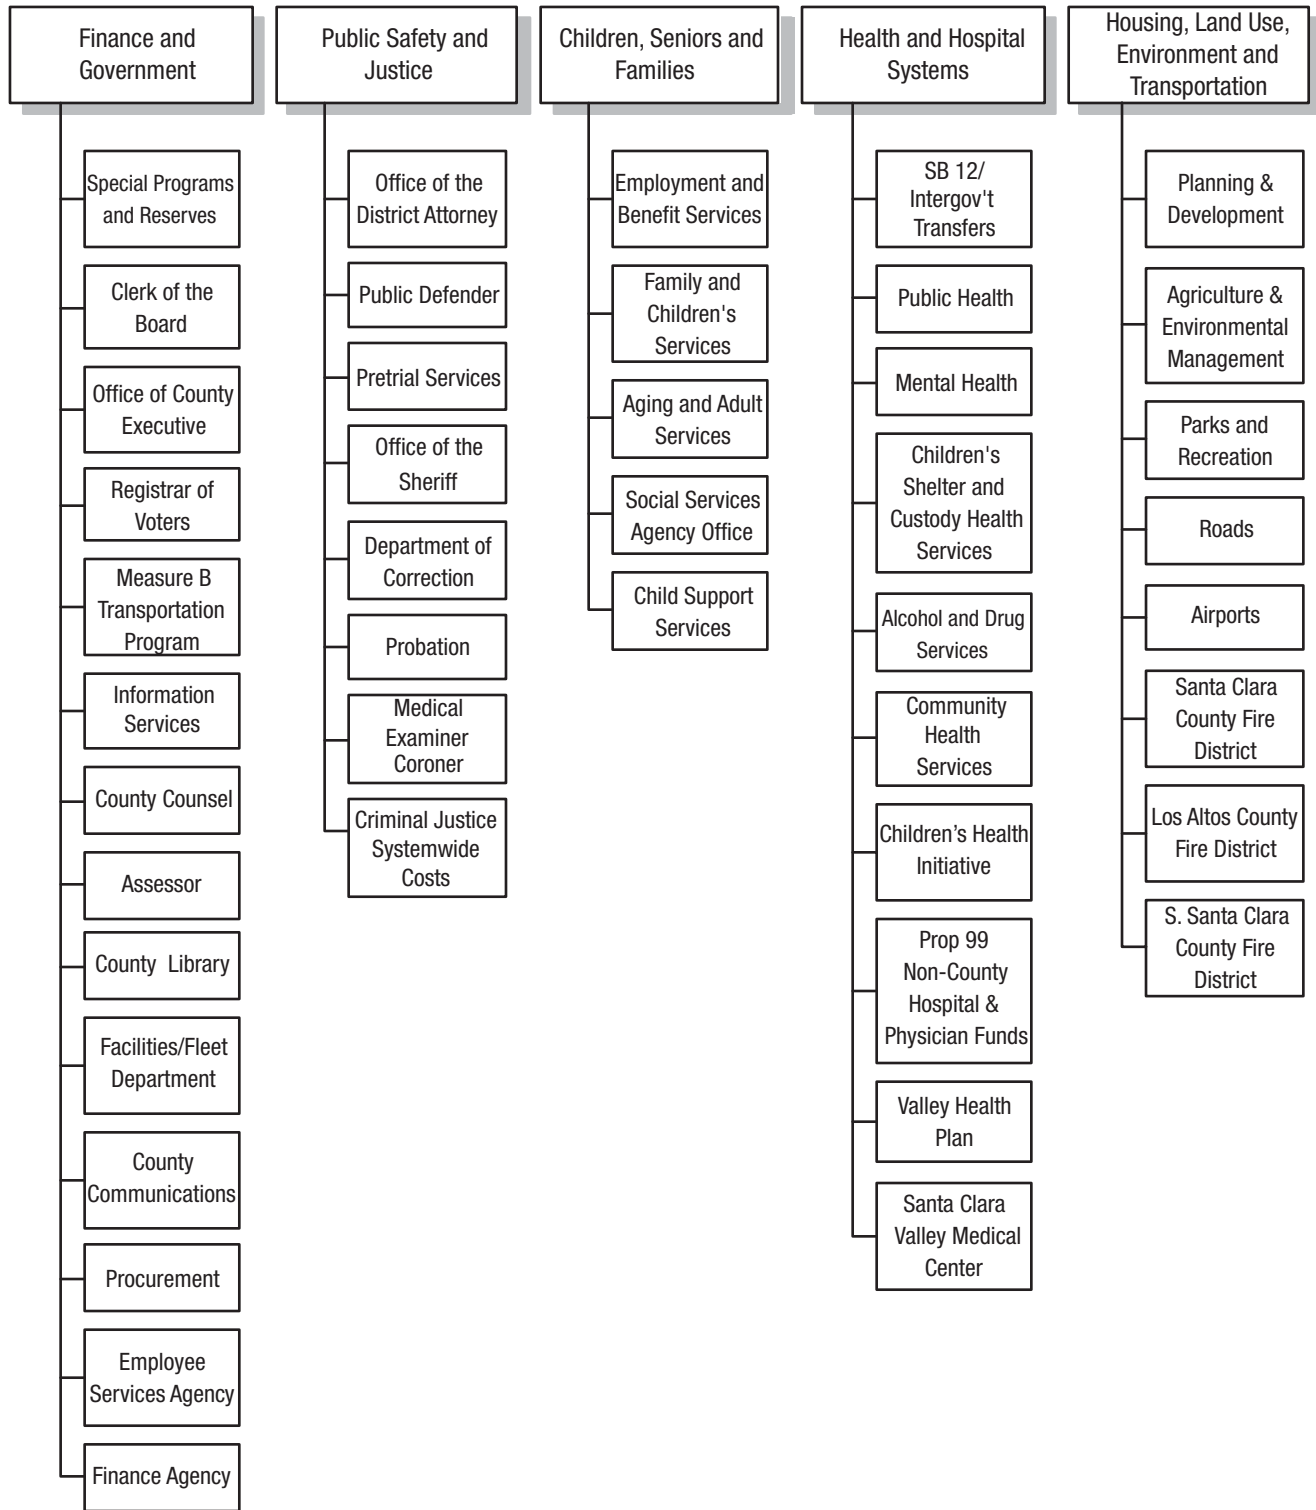 Finance and
Government
Special Programs
and Reserves
Clerk of the
Board
Office of County
Executive
Registrar of
Voters
Measure B
Transportation
Program
Information
Services
County Counsel
Assessor
County Library
Facilities/Fleet
Department
County
Communications
Procurement
Employee
Services Agency
Finance Agency
Public Safety and
Justice
Office of the
District Attorney
Public Defender
Pretrial Services
Office of the
Sheriff
Department of
Correction
Probation
Medical
Examiner
Coroner
Criminal Justice
Systemwide
Costs
Children, Seniors and
Families
Employment and
Benefit Services
Family and
Children's
Services
Aging and Adult
Services
Social Services
Agency Office
Child Support
Services
Health and Hospital
Systems
SB 12/
Intergov't
Transfers
Public Health
Mental Health
Children's
Shelter and
Custody Health
Services
Alcohol and Drug
Services
Community
Health
Services
Children’s Health
Initiative
Prop 99
Non-County
Hospital &
Physician Funds
Valley Health
Plan
Santa Clara
Valley Medical
Center
Housing, Land Use,
Environment and
Transportation
Planning &
Development
Agriculture &
Environmental
Management
Parks and
Recreation
Roads
Airports
Santa Clara
County Fire
District
Los Altos County
Fire District
S. Santa Clara
County Fire
District